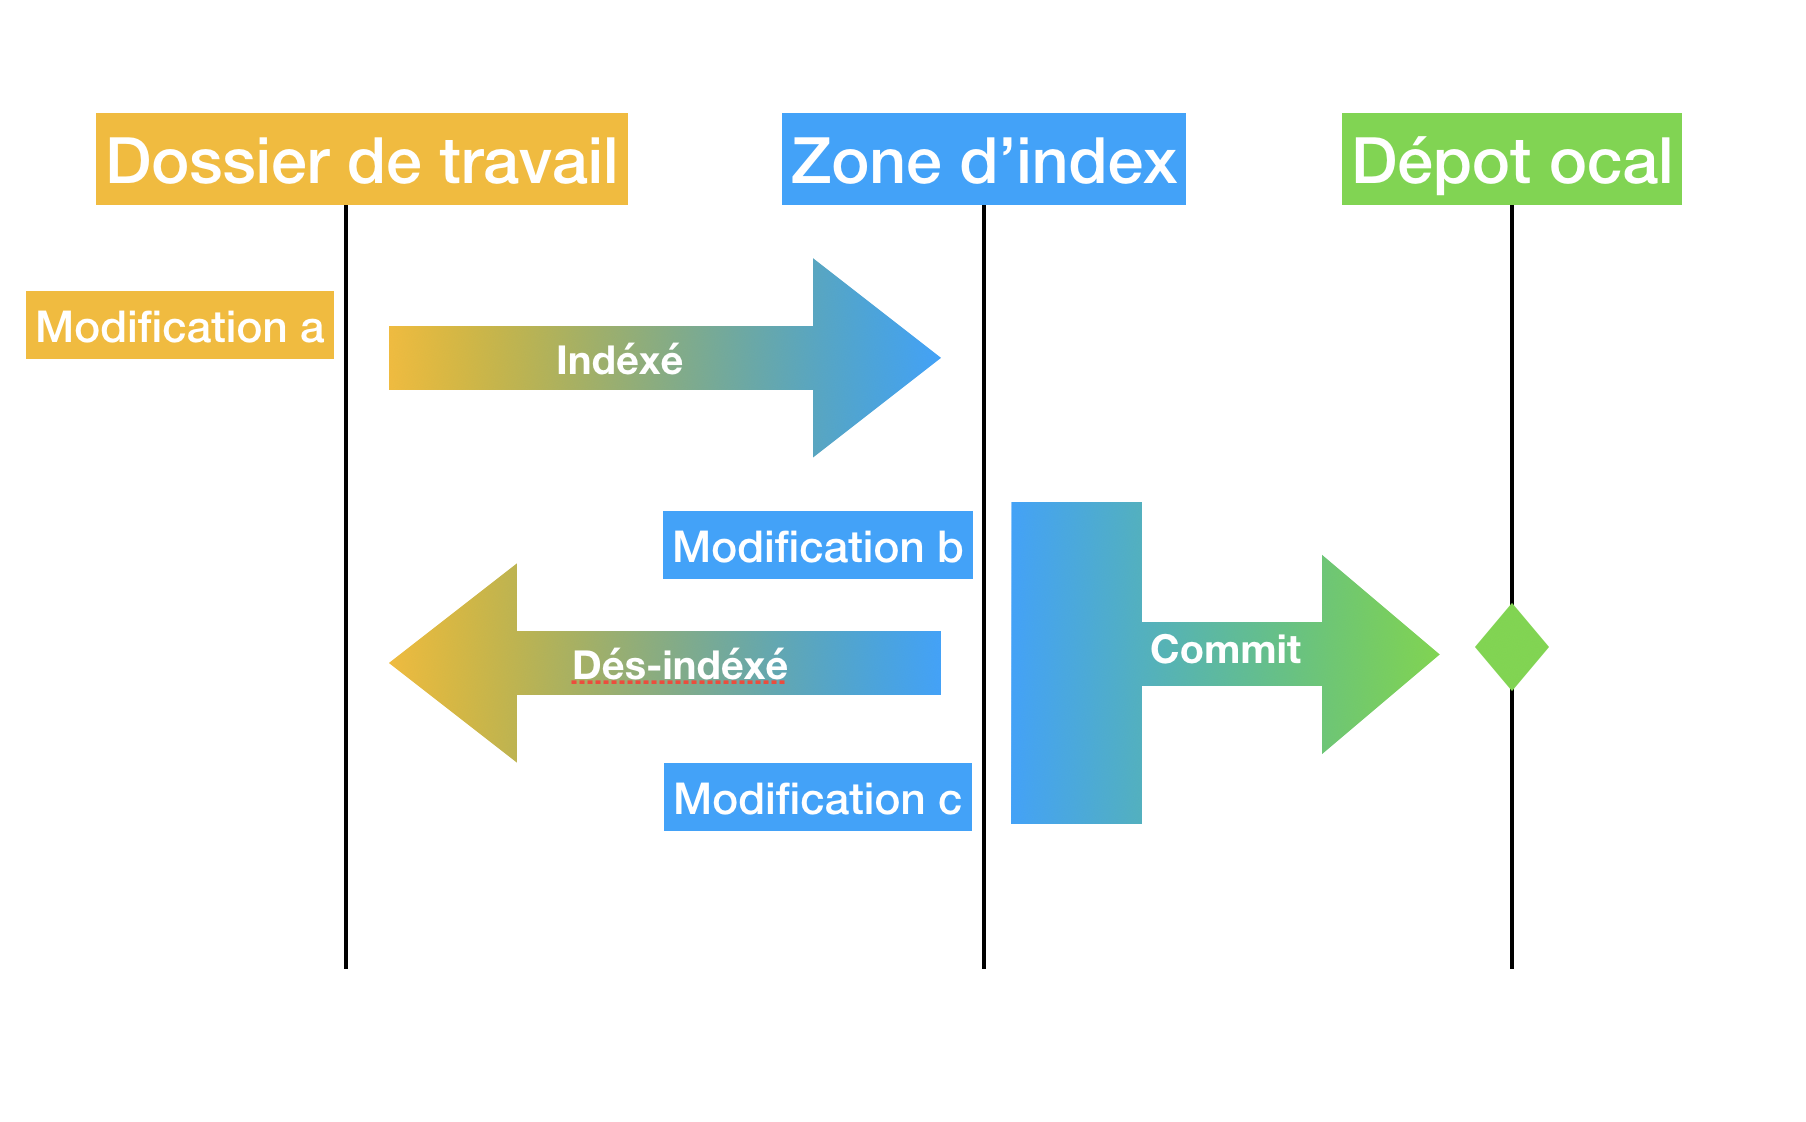 Dossier de travail
Zone d’index
Dépot ocal
Modification a
Indéxé
Modification b
Dés-indéxé
Commit
Modification c